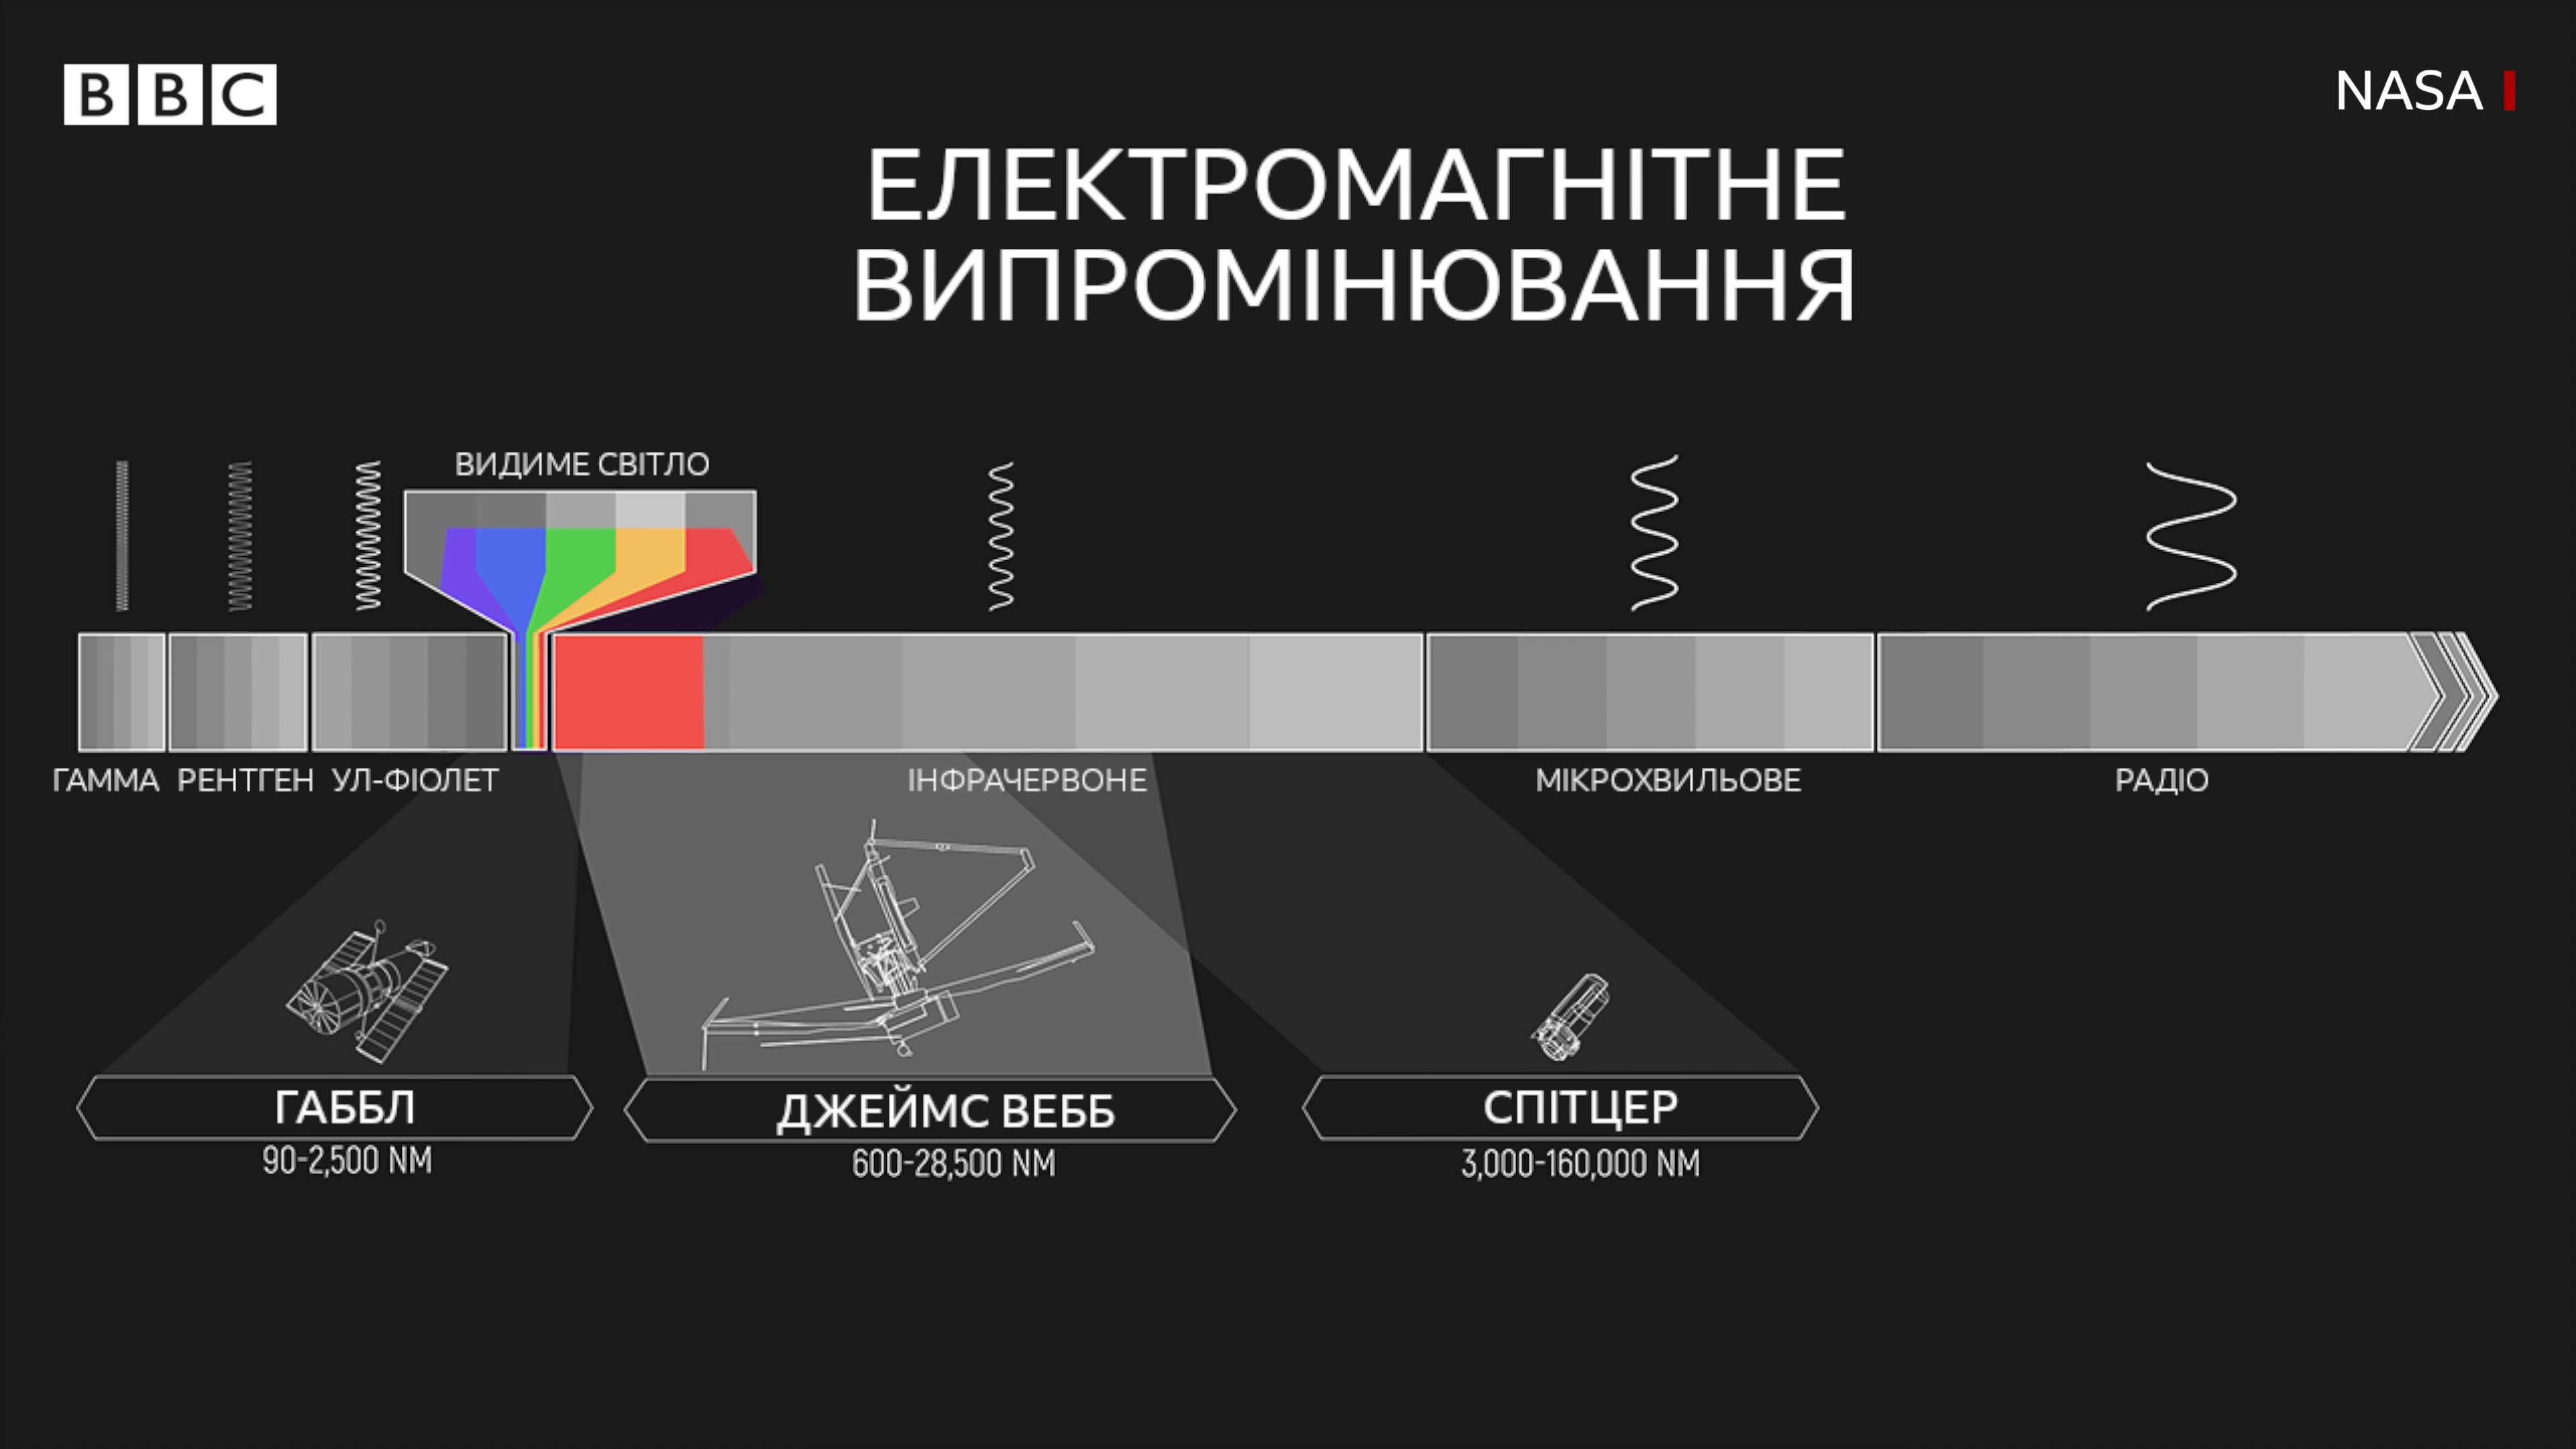 BBC
NASA
ЕЛЕКТРОМАГНІТНЕ
ВИПРОМІНЮВАННЯ
ВИДИМЕ СВІТЛО
ГАММА РЕНТГЕН УЛ-ФІОЛЕТ ІНФРАЧЕРВОНЕ МІКРОХВИЛЬОВЕ РАДІО
ГАББЛ
90-2,500 NM
ДЖЕЙМС ВЕББ
600-28,500 NM
СПІТЦЕР
3,000-160,000 NM